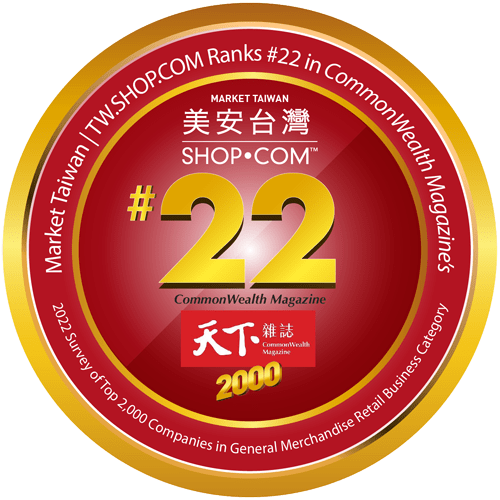 Market Taiwan | TW.SHOP.COM Ranks #22 in CommonWealth Magazine's
MARKET TAIWAN
美安台灣
SHOP•COM™
#22
CommonWealth Magazine
天下 雜誌
CommonWealth
Magazine
2000
2022 Survey of Top 2,000 Companies in General Merchandise Retail Business Category